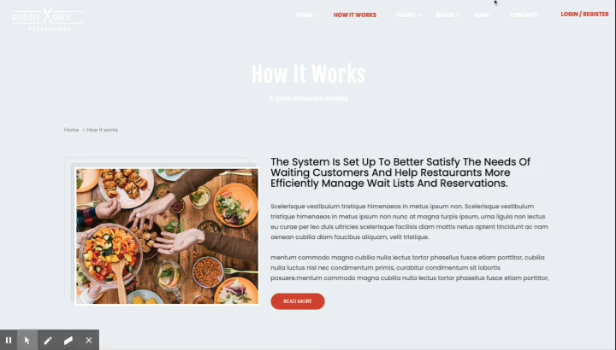 HOME
HOW IT WORKS
CONTACT
LOGIN / REGISTER
How It Works
Home > How it works
The System Is Set Up To Better Satisfy The Needs Of
Waiting Customers And Help Restaurants More
Efficiently Manage Wait Lists And Reservations.
Scelerisque vestibulum tristique himenaeos in metus ipsum non. Scelerisque vestibulum
tristique himenaeos in metus ipsum non nunc at magna turpis ipsum, urna ligula non lectus
eu curae per leo duis ultricies scelerisque facilisis diam mattis netus aptent tincidunt ac nam
aenean cubilia diam faucibus aliquam, velit tristique.
mentum commodo magna cubilia nulla lectus tortor phasellus fusce etiam porttitor, cubilia
nulla luctus nisl nec condimentum primis, curabitur condimentum sit lobortis
posuere.mentum commodo magna cubilia nulla lectus tortor phasellus fusce etiam porttitor,
READ MORE